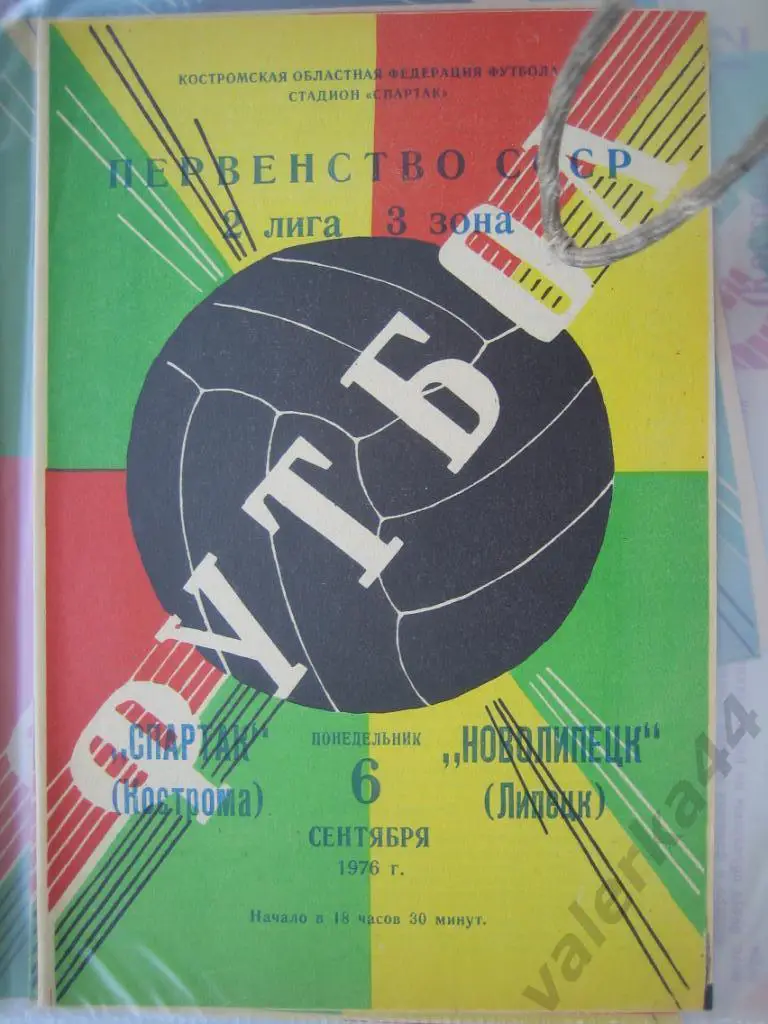 КОСТРОМСКАЯ ОБЛАСТНАЯ ФЕДЕРАЦИЯ ФУТБОЛА
СТАДИОН «СПАРТАК»
ПЕРВЕНСТВО СССР
2 лига 3 зона
ФУТБОЛ
„СПАРТАК"
(Кострома)
ПОНЕДЕЛЬНИК
6
СЕНТЯБРЯ
1976 г.
„НОВОЛИПЕЦК"
(Липецк)
Начало в 18 часов 30 минут.
valerka44